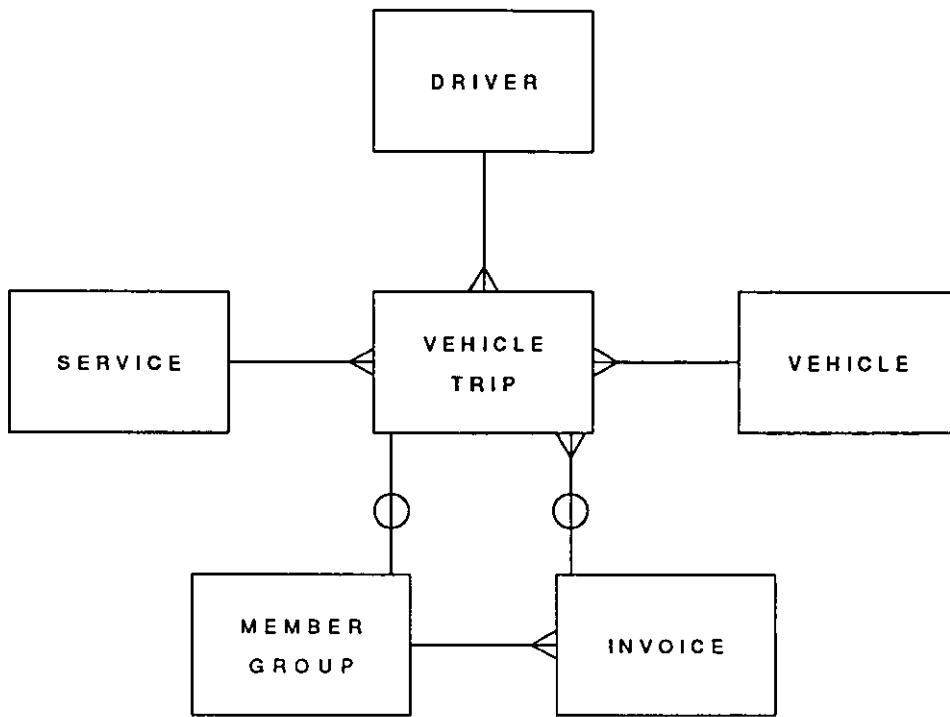 DRIVER
SERVICE
VEHICLE
TRIP
VEHICLE
MEMBER
GROUP
INVOICE